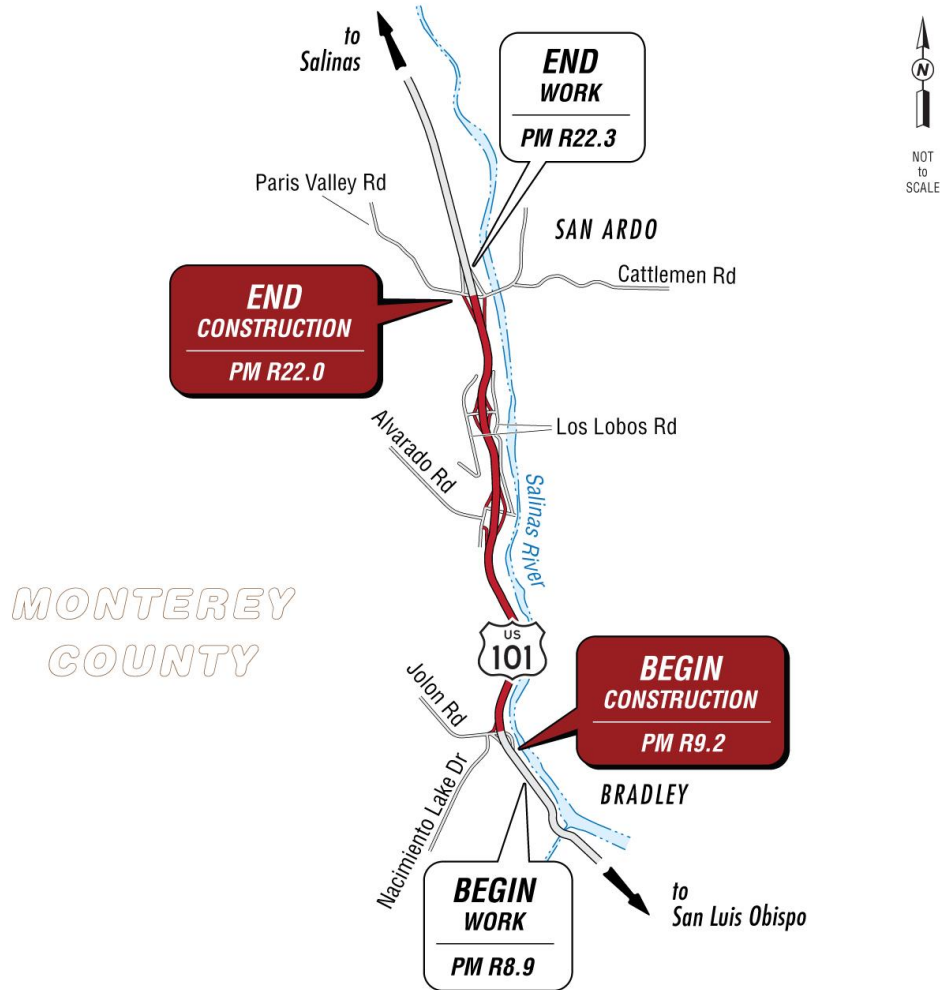 to
Salinas
END
WORK
PM R22.3
N
NOT
to
SCALE
Paris Valley Rd
SAN ARDO
Cattlemen Rd
END
CONSTRUCTION
PM R22.0
Los Lobos Rd
Alvarado Rd
Salinas River
MONTEREY
COUNTY
US
101
BEGIN
CONSTRUCTION
PM R9.2
Jolon Rd
Nacimiento Lake Dr
BRADLEY
BEGIN
WORK
PM R8.9
to
San Luis Obispo